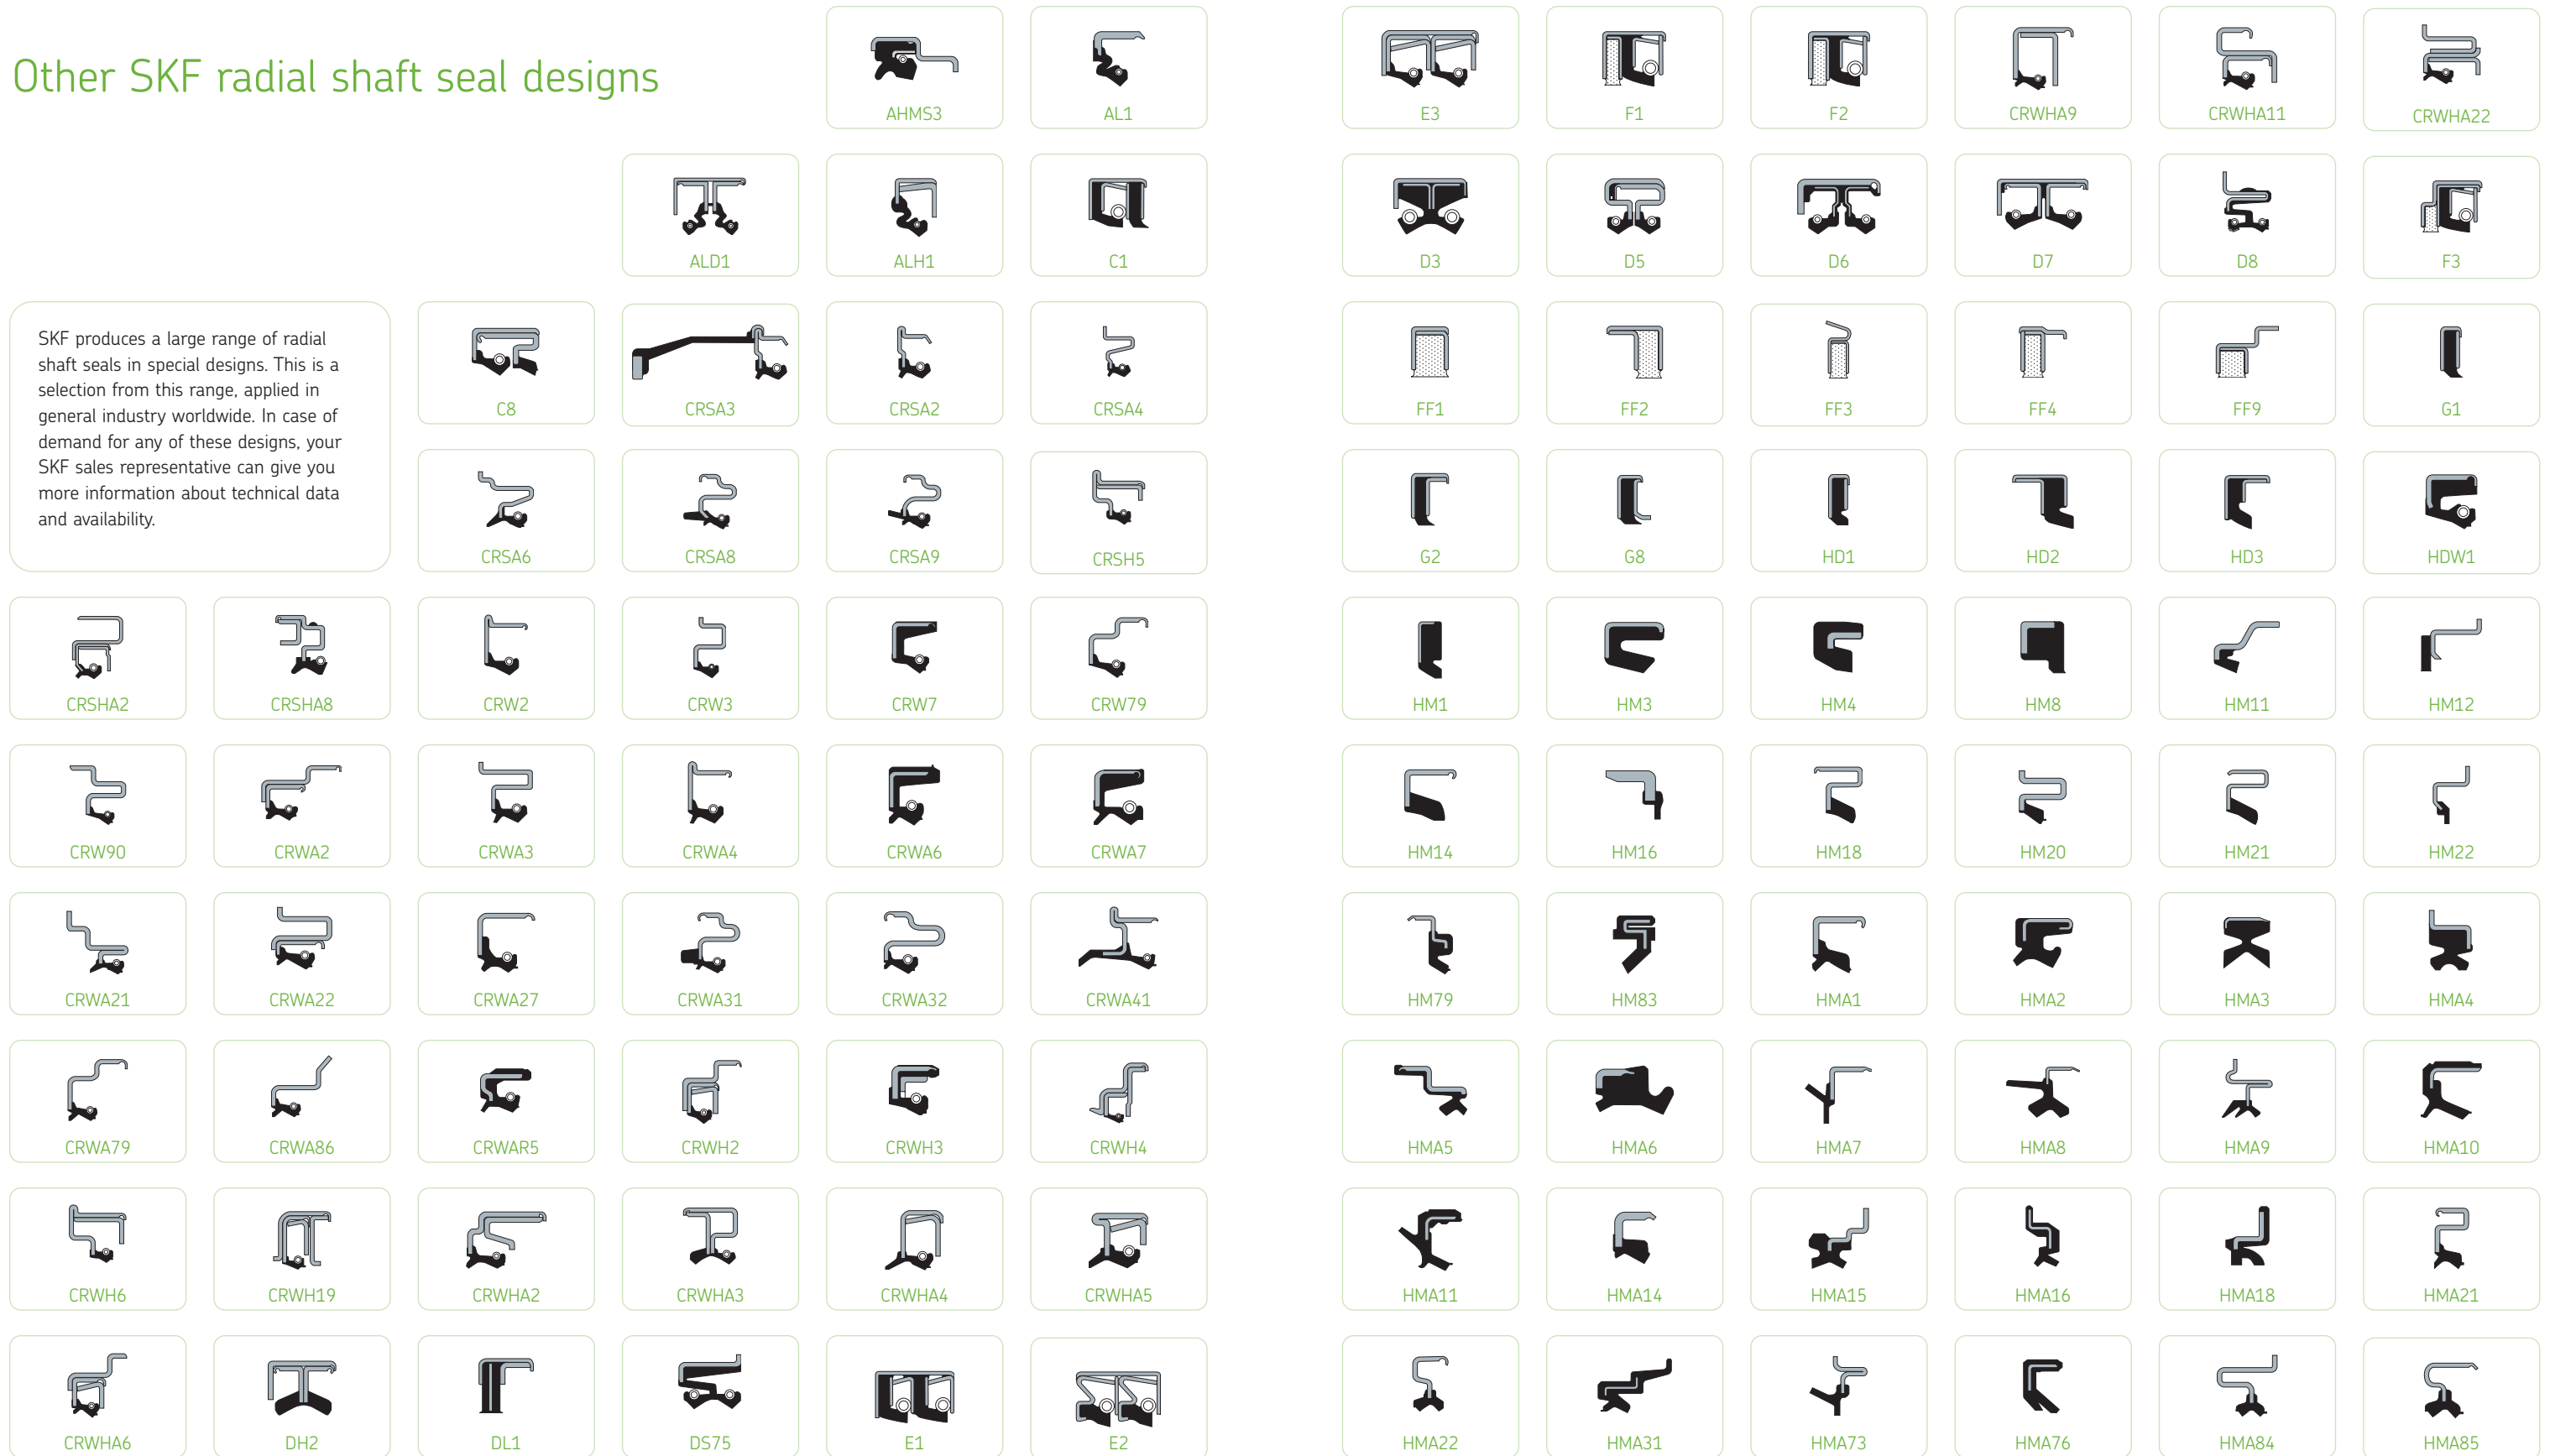 Other SKF radial shaft seal designs
AHMS3
AL1
E3
F1
F2
CRWHA9
CRWHA11
CRWHA22
ALD1
ALH1
C1
D3
D5
D6
D7
D8
F3
SKF produces a large range of radial
shaft seals in special designs. This is a
selection from this range, applied in
general industry worldwide. In case of
demand for any of these designs, your
SKF sales representative can give you
more information about technical data
and availability.
C8
CRSA3
CRSA2
CRSA4
FF1
FF2
FF3
FF4
FF9
G1
CRSA6
CRSA8
CRSA9
CRSH5
G2
G8
HD1
HD2
HD3
HDW1
CRSHA2
CRSHA8
CRW2
CRW3
CRW7
CRW79
HM1
HM3
HM4
HM8
HM11
HM12
CRW90
CRWA2
CRWA3
CRWA4
CRWA6
CRWA7
HM14
HM16
HM18
HM20
HM21
HM22
CRWA21
CRWA22
CRWA27
CRWA31
CRWA32
CRWA41
HM79
HM83
HMA1
HMA2
HMA3
HMA4
CRWA79
CRWA86
CRWAR5
CRWH2
CRWH3
CRWH4
HMA5
HMA6
HMA7
HMA8
HMA9
HMA10
CRWH6
CRWH19
CRWHA2
CRWHA3
CRWHA4
CRWHA5
HMA11
HMA14
HMA15
HMA16
HMA18
HMA21
CRWHA6
DH2
DL1
DS75
E1
E2
HMA22
HMA31
HMA73
HMA76
HMA84
HMA85